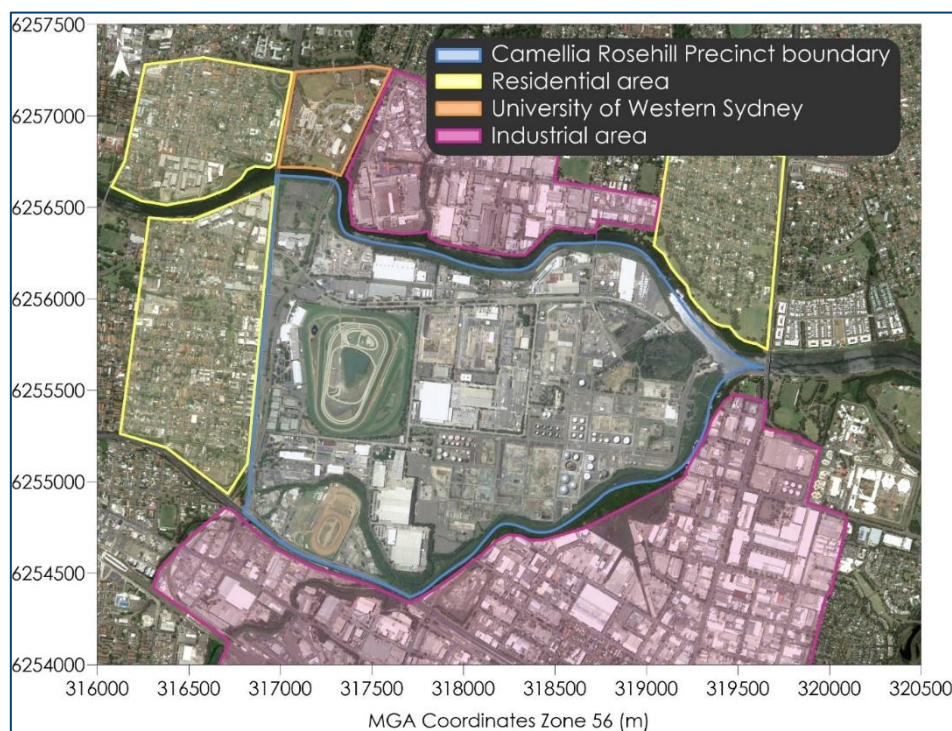 6257500
6257000
6256500
6256000
6255500
6255000
6254500
6254000
Camellia Rosehill Precinct boundary
Residential area
University of Western Sydney
Industrial area
316000 316500 317000 317500 318000 318500 319000 319500 320000 320500
MGA Coordinates Zone 56 (m)